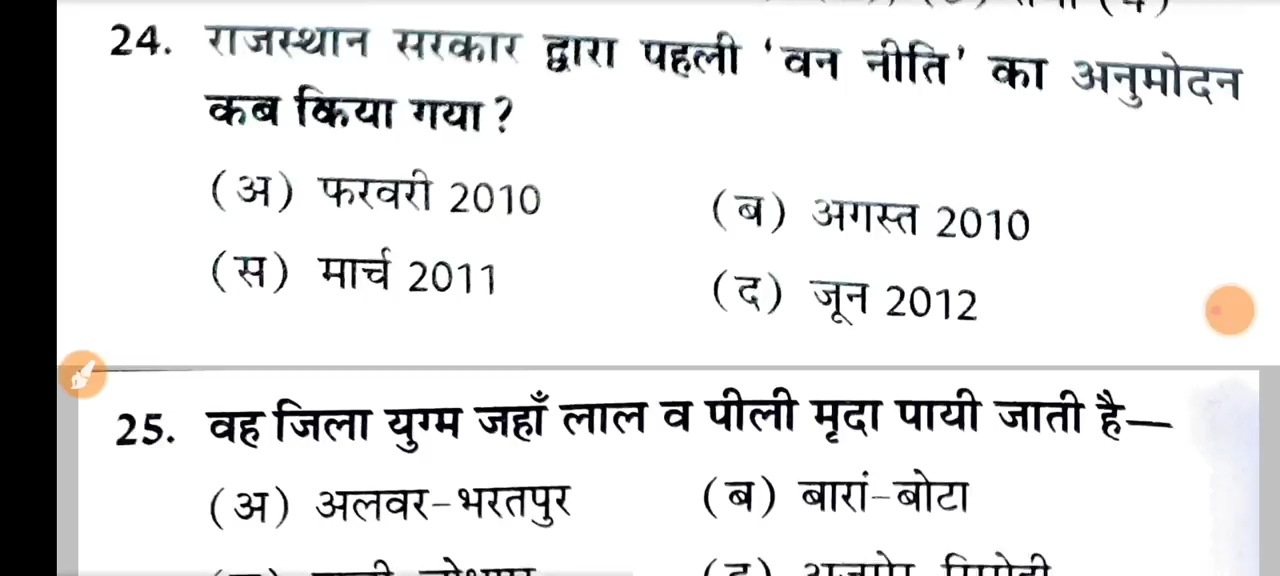 24. राजस्थान सरकार द्वारा पहली 'वन नीति' का अनुमोदन
कब किया गया ?
(अ) फरवरी 2010 (ब) अगस्त 2010
(स) मार्च 2011 (द) जून 2012
25. वह जिला युग्म जहाँ लाल व पीली मृदा पायी जाती है—
(अ) अलवर-भरतपुर (ब) बारां-बोटा